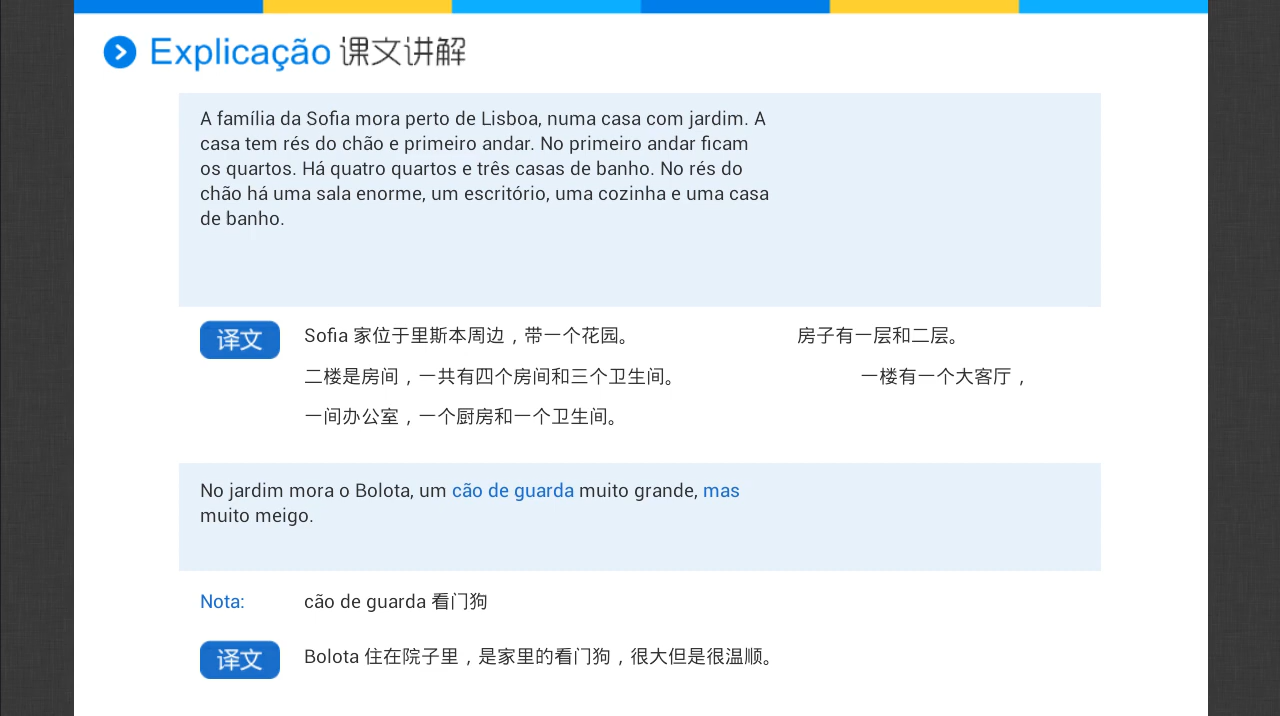 Explicação 课文讲解
A família da Sofia mora perto de Lisboa, numa casa com jardim. A
casa tem rés do chão e primeiro andar. No primeiro andar ficam
os quartos. Há quatro quartos e três casas de banho. No rés do
chão há uma sala enorme, um escritório, uma cozinha e uma casa
de banho.
译文 Sofia 家位于里斯本周边，带一个花园。 房子有一层和二层。
二楼是房间，一共有四个房间和三个卫生间。 一楼有一个大客厅，
一间办公室，一个厨房和一个卫生间。
No jardim mora o Bolota, um cão de guarda muito grande, mas
muito meigo.
Nota: cão de guarda 看门狗
译文 Bolota 住在院子里，是家里的看门狗，很大但是很温顺。